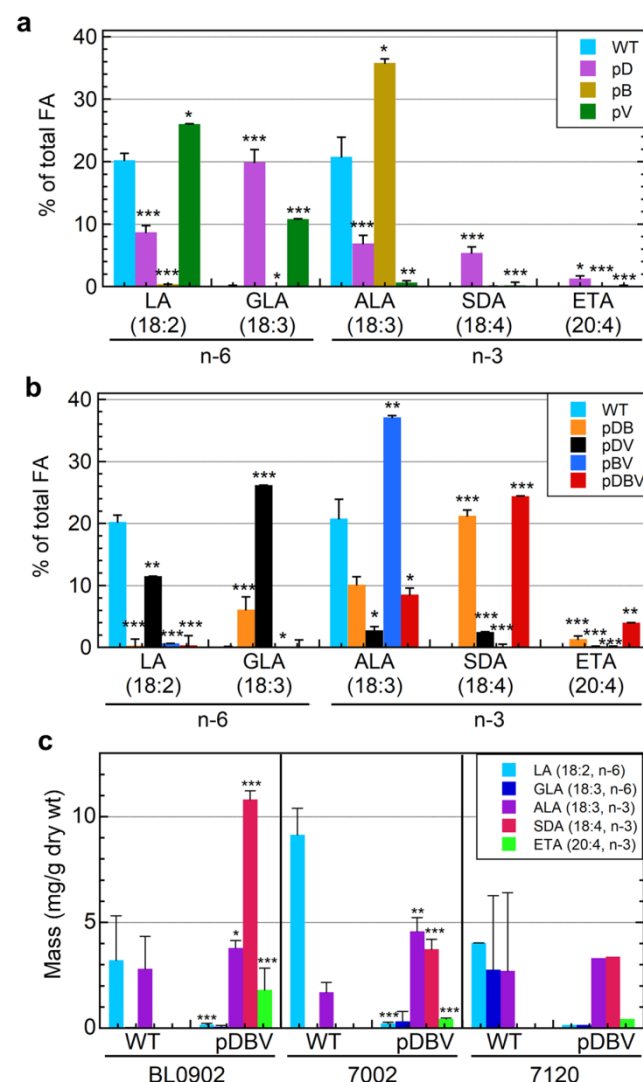 a
% of total FA
40
30
20
10
0
WT
pD
pB
pV
*
***
***
***
*
***
***
*
**
***
***
*
***
***
LA
(18:2)
GLA
(18:3)
ALA
(18:3)
SDA
(18:4)
ETA
(20:4)
n-6
n-3
b
% of total FA
40
30
20
10
0
WT
pDB
pDV
pBV
pDBV
***
**
***
***
***
***
*
*
**
*
***
***
***
***
***
***
***
**
LA
(18:2)
GLA
(18:3)
ALA
(18:3)
SDA
(18:4)
ETA
(20:4)
n-6
n-3
c
Mass (mg/g dry wt)
10
5
0
LA (18:2, n-6)
GLA (18:3, n-6)
ALA (18:3, n-3)
SDA (18:4, n-3)
ETA (20:4, n-3)
***
*
***
***
***
**
***
***
WT
pDBV
WT
pDBV
WT
pDBV
BL0902
7002
7120